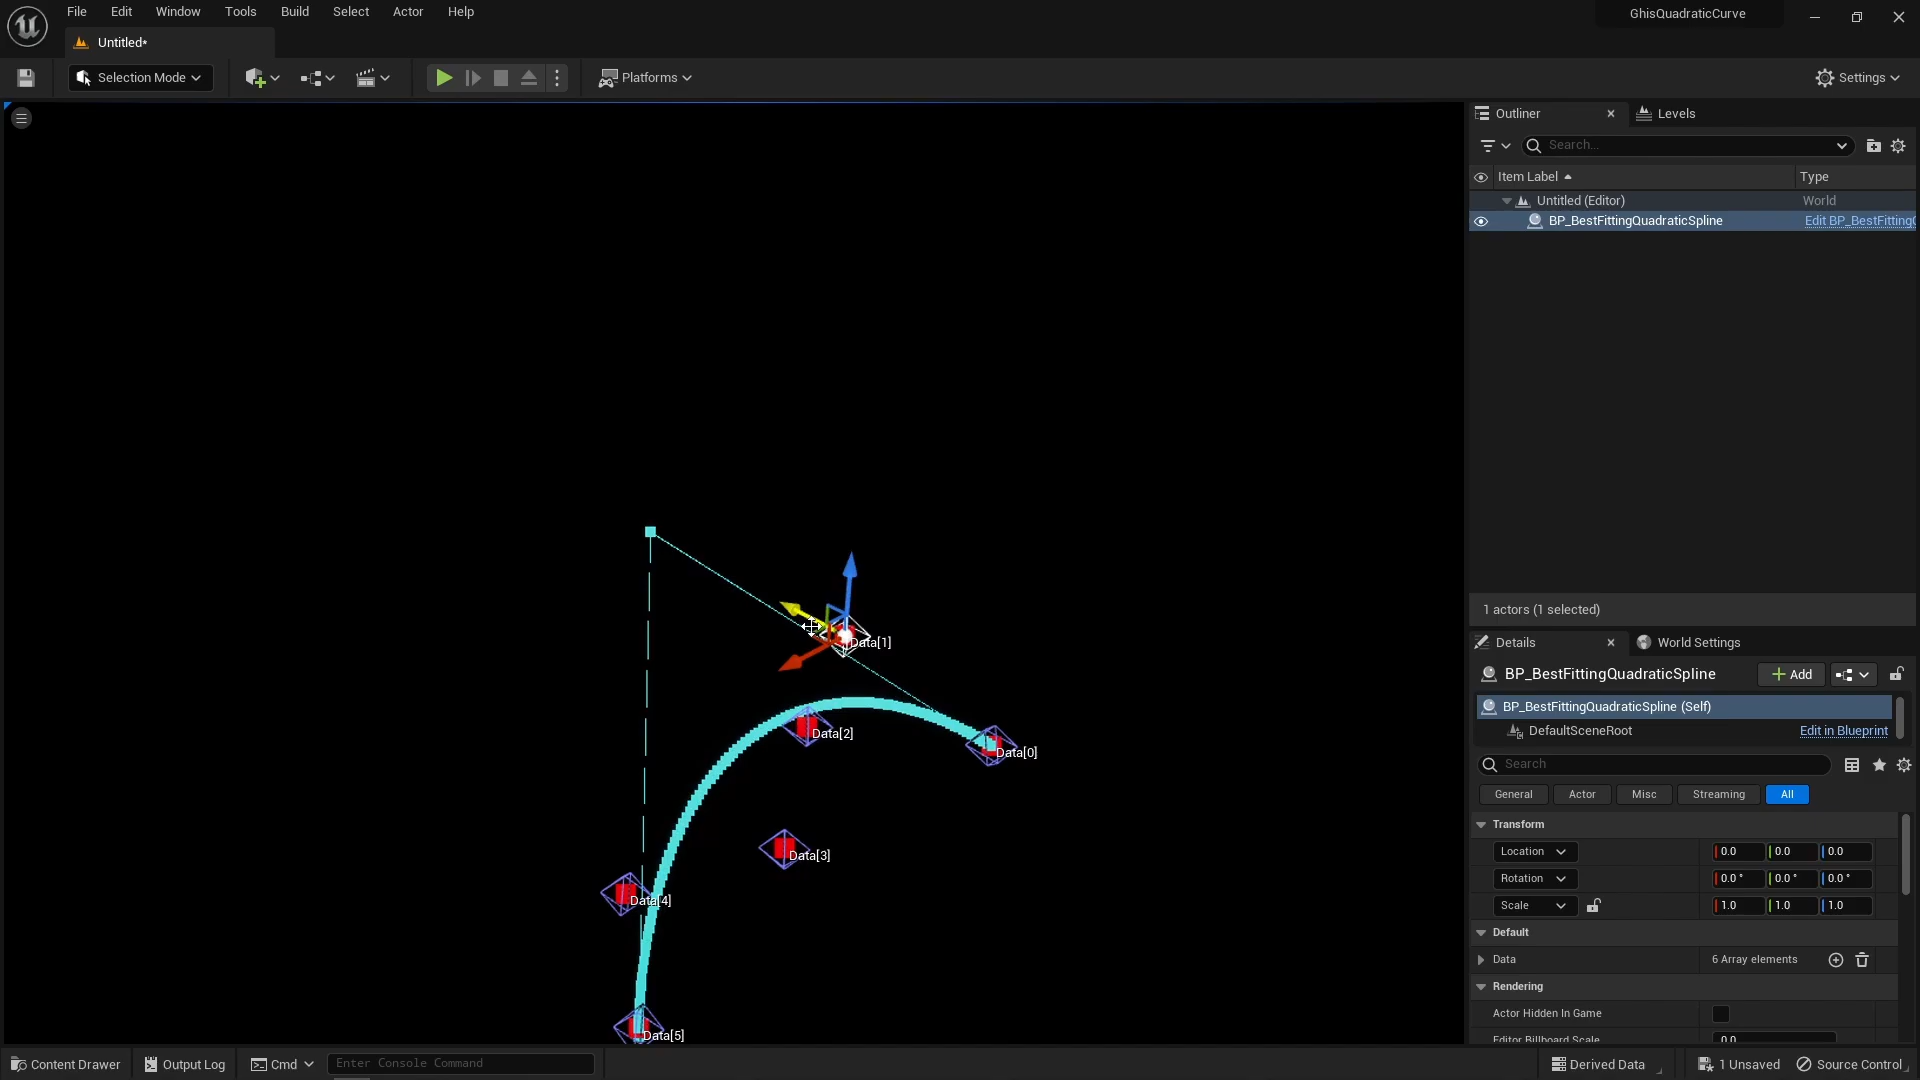 File Edit Window Tools Build Select Actor Help
GhisQuadraticCurve
Untitled*
Selection Mode
Platforms
Settings
Outliner
Levels
Search...
Item Label
Type
Untitled (Editor)
World
BP_BestFittingQuadraticSpline
Edit BP_BestFitting
Data[1]
Data[2]
Data[0]
Data[3]
Data[4]
Data[5]
1 actors (1 selected)
Details
World Settings
BP_BestFittingQuadraticSpline
Add
BP_BestFittingQuadraticSpline (Self)
DefaultSceneRoot
Edit in Blueprint
Search
General
Actor
Misc
Streaming
All
Transform
Location
0.0 0.0 0.0
Rotation
0.0 ° 0.0 ° 0.0 °
Scale
1.0 1.0 1.0
Default
Data
6 Array elements
Rendering
Actor Hidden In Game
Editor Billboard Scale
Content Drawer
Output Log
Cmd
Enter Console Command
Derived Data
1 Unsaved
Source Control